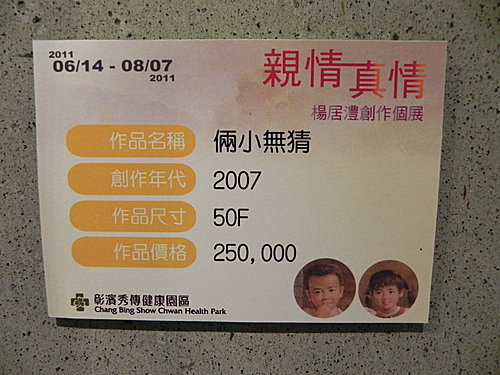 2011
06/14 - 08/07
2011
親情真情
楊居澧創作個展
作品名稱 倆小無猜
創作年代 2007
作品尺寸 50F
作品價格 250,000
彰濱秀傳健康園區
Chang Bing Show Chwan Health Park